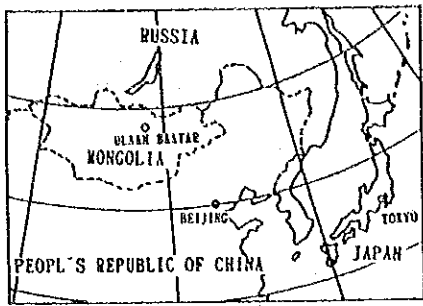 RUSSIA
ULAAN BAATAR
MONGOLIA
BEIJING
TOKYO
JAPAN
PEOPL'S REPUBLIC OF CHINA